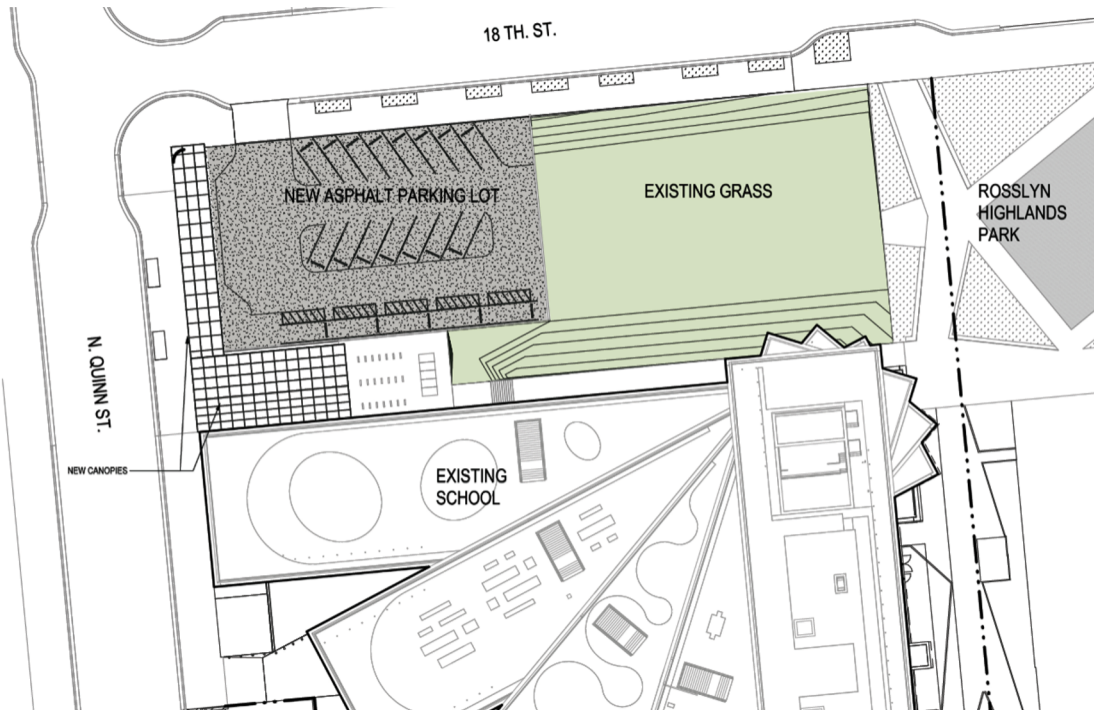 18 TH. ST.
NEW ASPHALT PARKING LOT
EXISTING GRASS
ROSSLYN
HIGHLANDS
PARK
N. QUINN ST.
NEW CANOPIES
EXISTING
SCHOOL